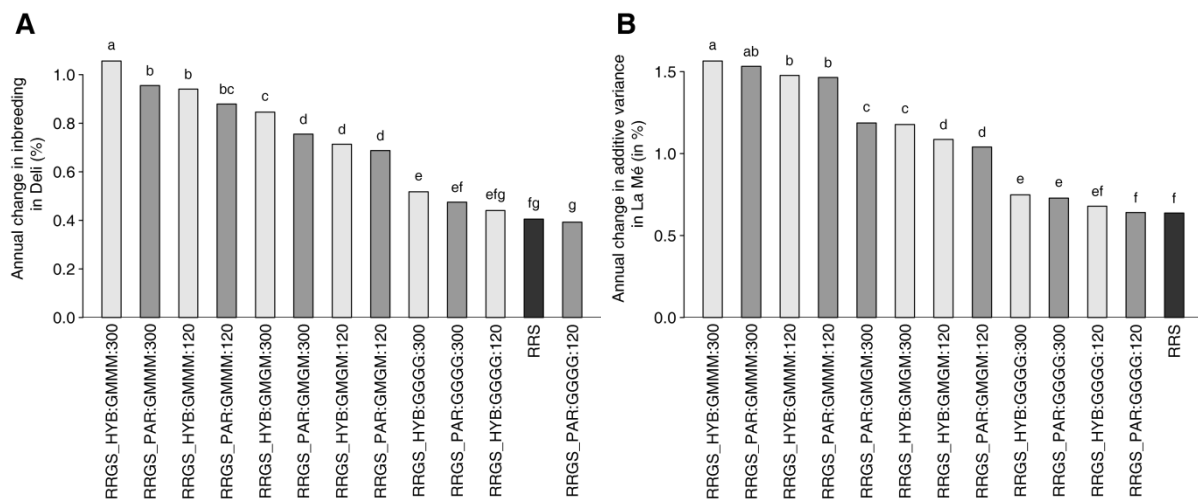 A
Annual change in inbreeding
in Deli (%)
1.0
0.8
0.6
0.4
0.2
0.0
a
b
b
bc
c
d
d
d
e
ef
efg
fg
g
RRGS_HYB:GMMM:300
RRGS_PAR:GMMM:300
RRGS_HYB:GMMM:120
RRGS_PAR:GMMM:120
RRGS_HYB:GMGM:300
RRGS_PAR:GMGM:300
RRGS_HYB:GMGM:120
RRGS_PAR:GMGM:120
RRGS_HYB:GGGG:300
RRGS_PAR:GGGG:300
RRGS_HYB:GGGG:120
RRS
RRGS_PAR:GGGG:120
B
Annual change in additive variance
in La Mé (in %)
1.5
1.0
0.5
0.0
a
ab
b
b
c
c
d
d
e
e
ef
f
f
RRGS_HYB:GMMM:300
RRGS_PAR:GMMM:300
RRGS_HYB:GMMM:120
RRGS_PAR:GMMM:120
RRGS_PAR:GMGM:300
RRGS_HYB:GMGM:300
RRGS_HYB:GMGM:120
RRGS_PAR:GMGM:120
RRGS_HYB:GGGG:300
RRGS_PAR:GGGG:300
RRGS_HYB:GGGG:120
RRGS_PAR:GGGG:120
RRS